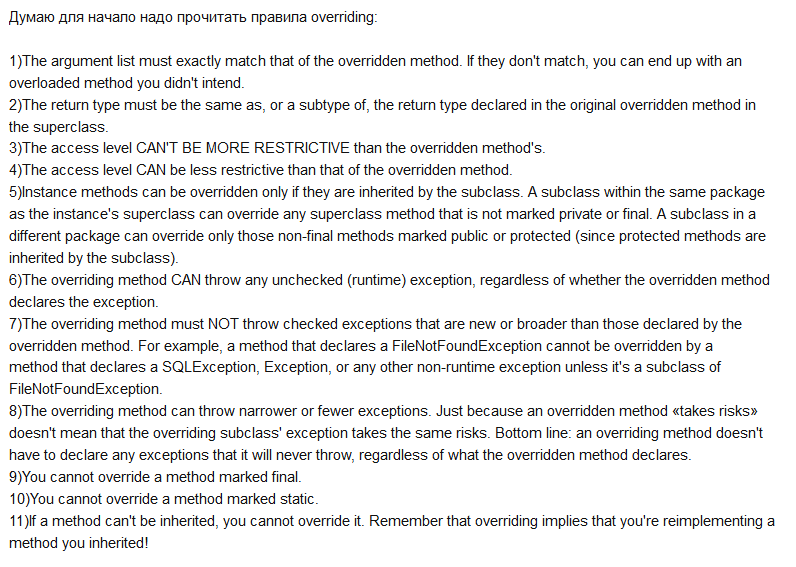 Думаю для начало надо прочитать правила overriding:
1)The argument list must exactly match that of the overridden method. If they don't match, you can end up with an
overloaded method you didn't intend.
2)The return type must be the same as, or a subtype of, the return type declared in the original overridden method in
the superclass.
3)The access level CAN'T BE MORE RESTRICTIVE than the overridden method's.
4)The access level CAN be less restrictive than that of the overridden method.
5)Instance methods can be overridden only if they are inherited by the subclass. A subclass within the same package
as the instance's superclass can override any superclass method that is not marked private or final. A subclass in a
different package can override only those non-final methods marked public or protected (since protected methods are
inherited by the subclass).
6)The overriding method CAN throw any unchecked (runtime) exception, regardless of whether the overridden method
declares the exception.
7)The overriding method must NOT throw checked exceptions that are new or broader than those declared by the
overridden method. For example, a method that declares a FileNotFoundException cannot be overridden by a
method that declares a SQLException, Exception, or any other non-runtime exception unless it's a subclass of
FileNotFoundException.
8)The overriding method can throw narrower or fewer exceptions. Just because an overridden method «takes risks»
doesn't mean that the overriding subclass' exception takes the same risks. Bottom line: an overriding method doesn't
have to declare any exceptions that it will never throw, regardless of what the overridden method declares.
9)You cannot override a method marked final.
10)You cannot override a method marked static.
11)If a method can't be inherited, you cannot override it. Remember that overriding implies that you're reimplementing a
method you inherited!